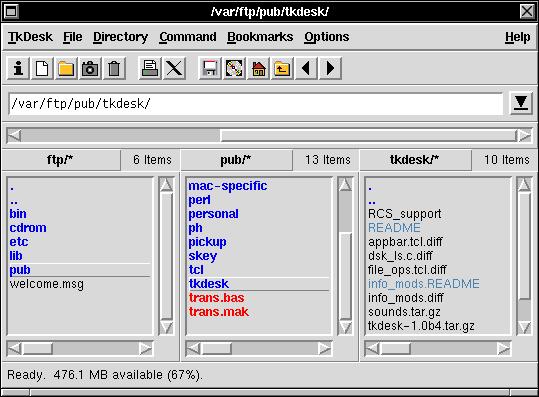 /var/ftp/pub/tkdesk/
TkDesk File Directory Command Bookmarks Options Help
/var/ftp/pub/tkdesk/
ftp/* 6 Items pub/* 13 Items tkdesk/* 10 Items
.
..
bin
cdrom
etc
lib
pub
welcome.msg
mac-specific
perl
personal
ph
pickup
skey
tcl
tkdesk
trans.bas
trans.mak
.
..
RCS_support
README
appbar.tcl.diff
dsk_ls.c.diff
file_ops.tcl.diff
info_mods.README
info_mods.diff
sounds.tar.gz
tkdesk-1.0b4.tar.gz
Ready. 476.1 MB available (67%).